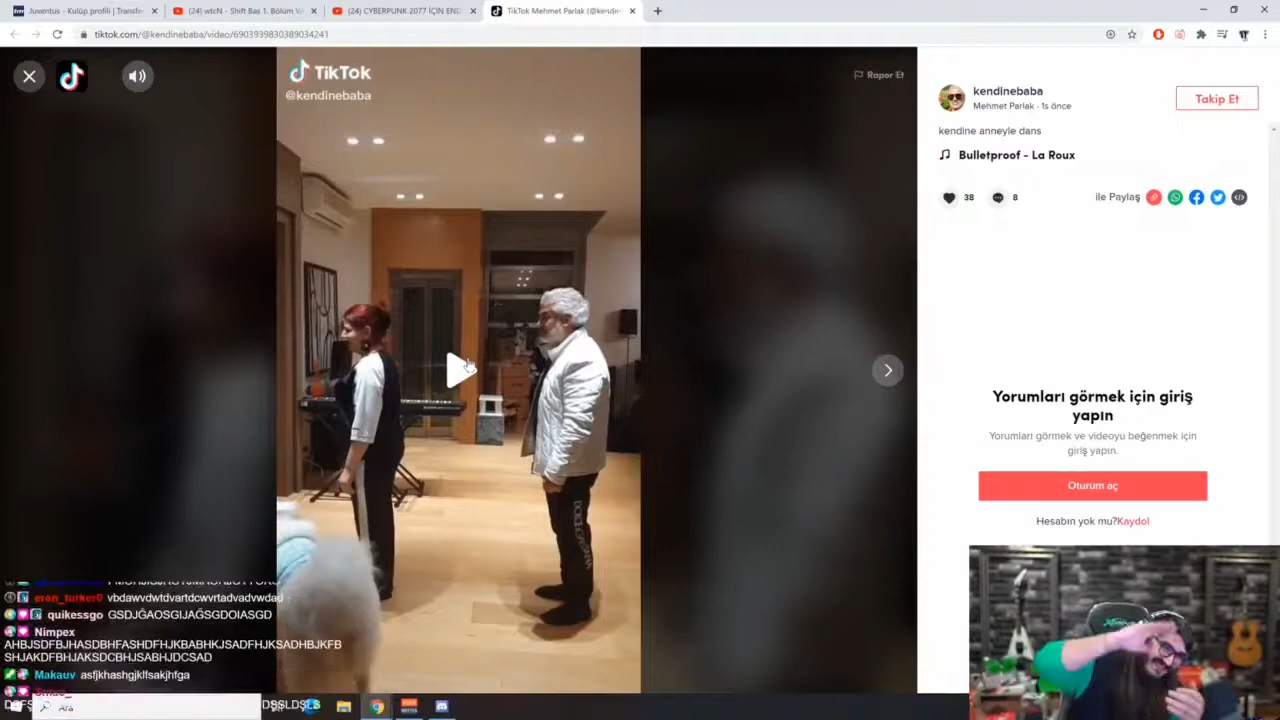 Juventus - Kulüp profili | Transfe
(24) wtcN - Shift Bas 1. Bölüm V
(24) CYBERPUNK 2077 İÇİN END
TikTok Mehmet Parlak (@kendine
tiktok.com/@kendinebaba/video/6903939830389034241
TikTok
@kendinebaba
Rapor Et
kendinebaba
Mehmet Parlak · 1s önce
Takip Et
kendine anneyle dans
Bulletproof - La Roux
38
8
ile Paylaş
Yorumları görmek için giriş
yapın
Yorumları görmek ve videoyu beğenmek için
giriş yapın.
Oturum aç
Hesabın yok mu?Kaydol
eron_turker0 vbdawvdwtdvartdcwvrtadvadvwdad
quikessgo GSDJĞAOSGIJAĞSGDOIASGD
Nimpex
AHBJSDFBJHASDBHFASHDFHJKBABHKJSADFHJKSADHBJKFB
SHJAKDFBHJAKSDCBHJSABHJDCSAD
Makauv asfjkhashgjklfsakjhfga
Ara